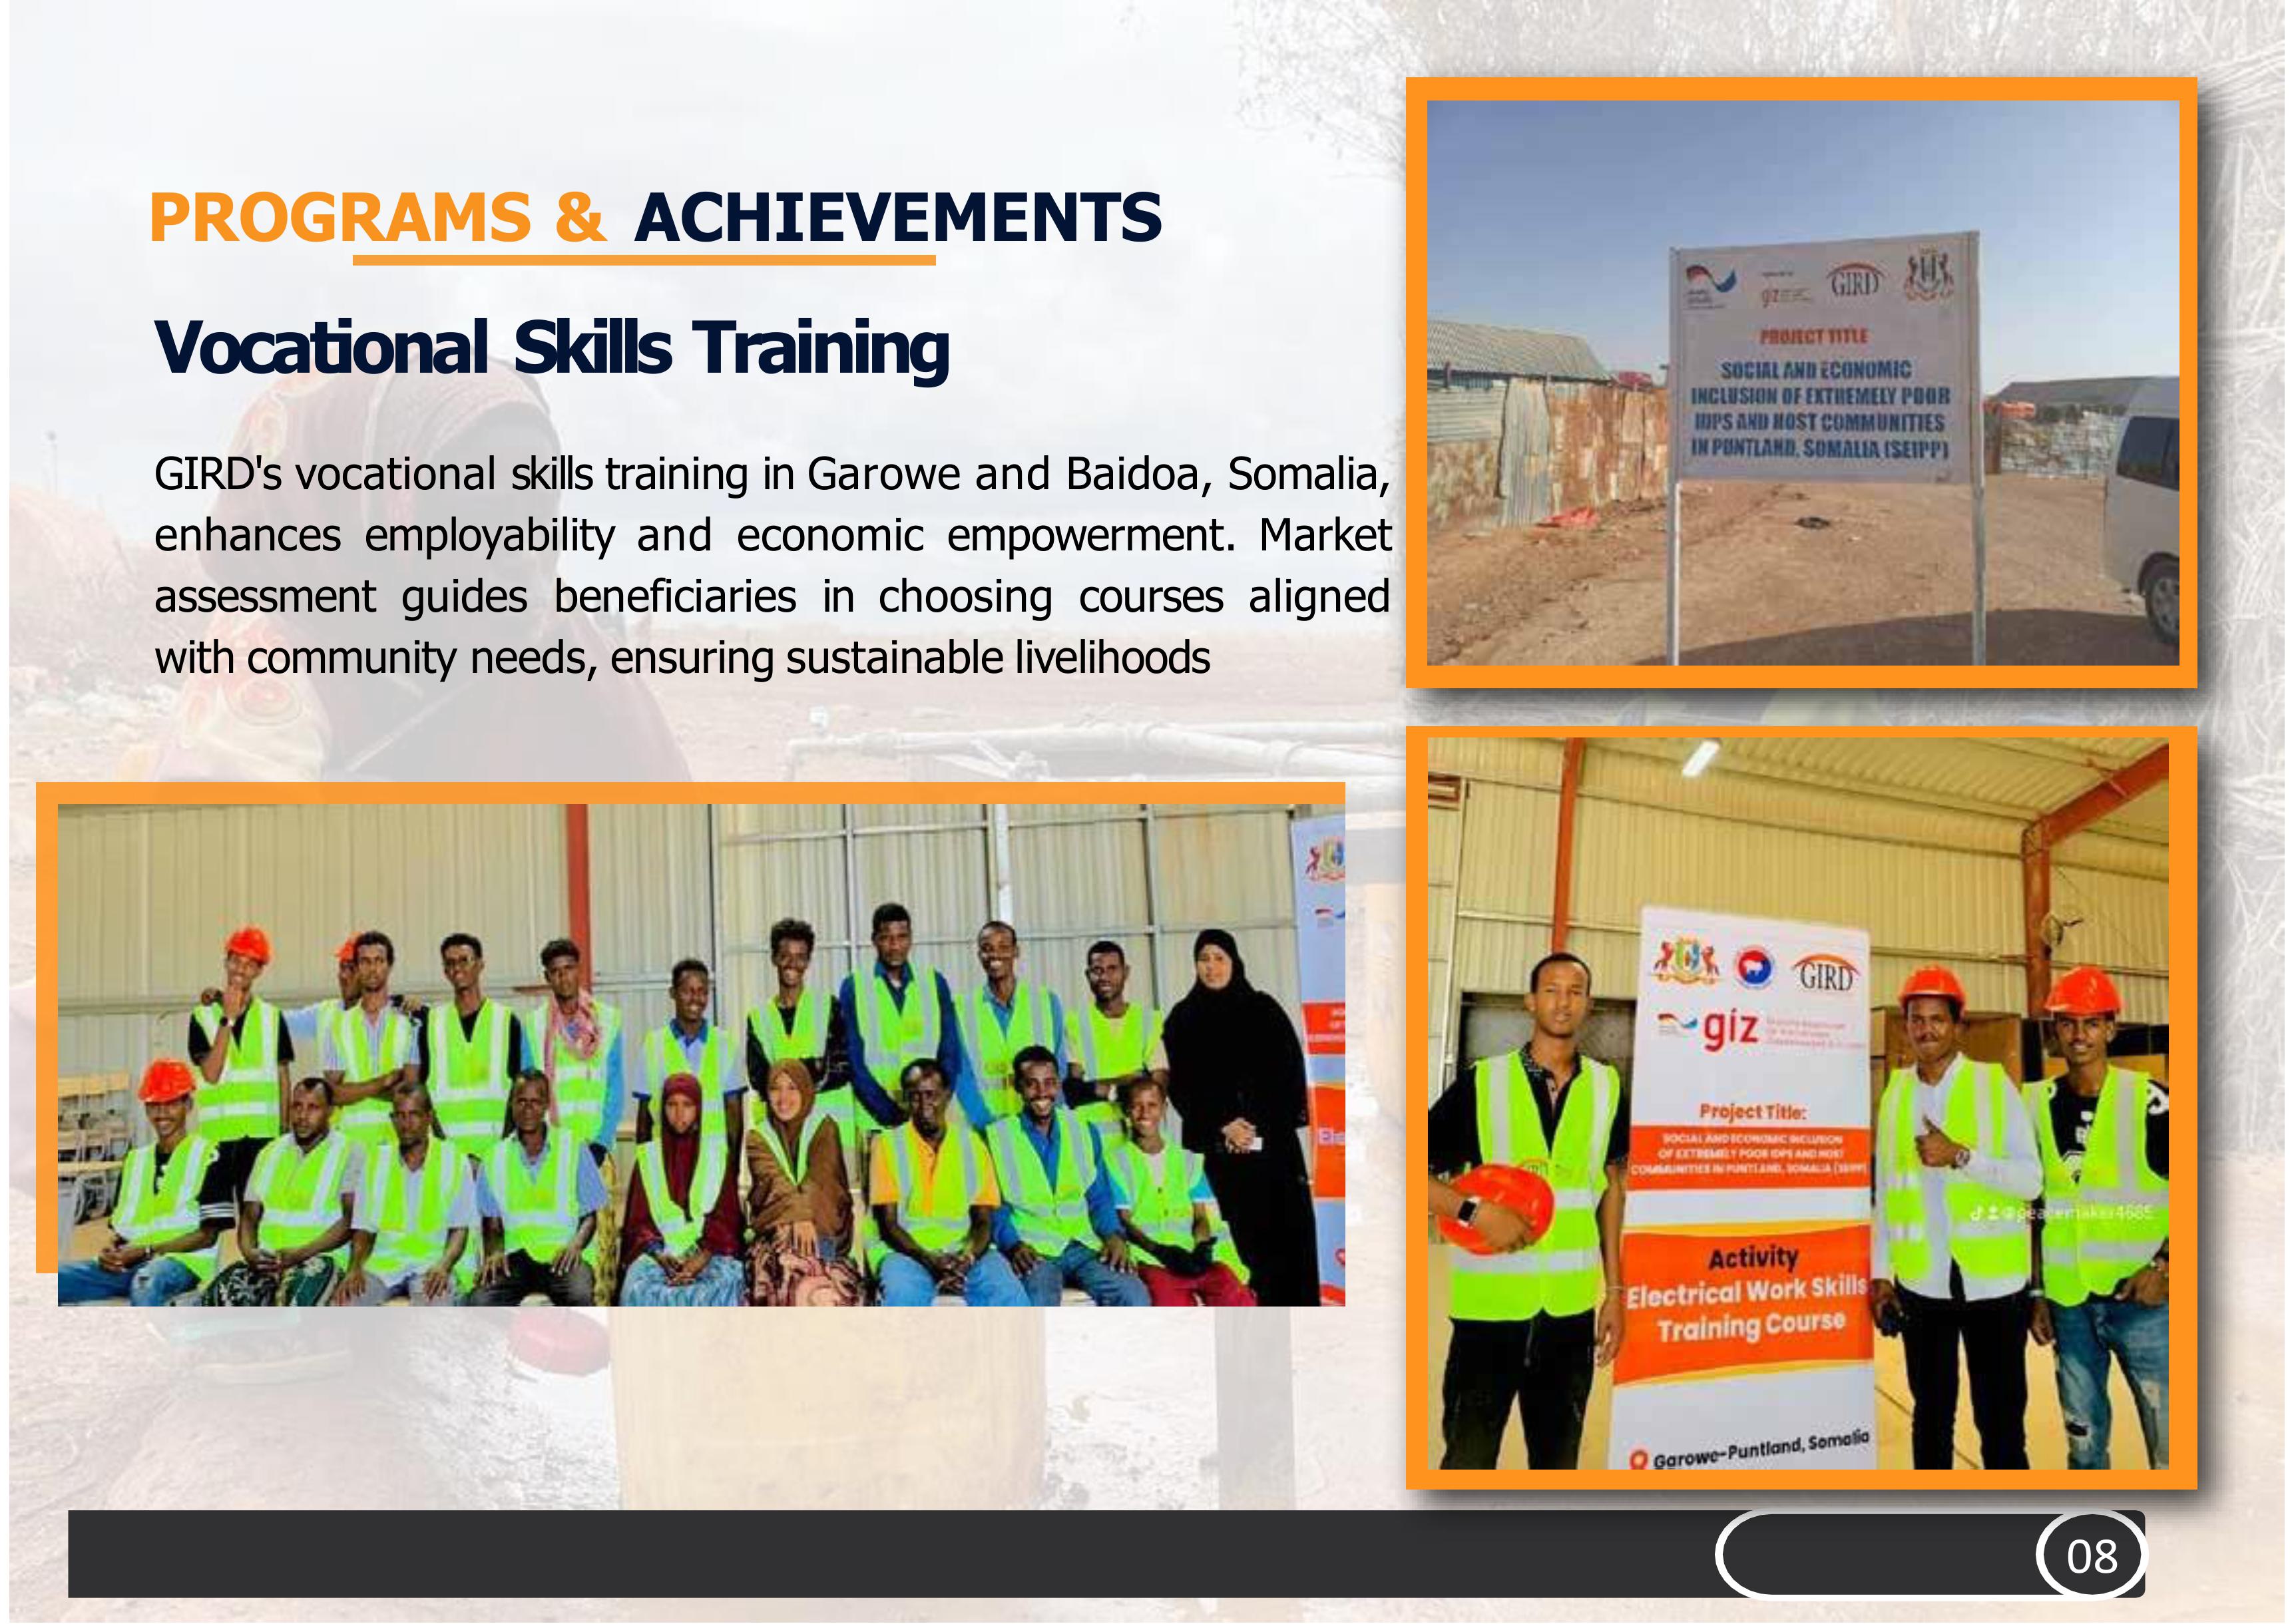 PROGRAMS & ACHIEVEMENTS
Vocational Skills Training
GIRD's vocational skills training in Garowe and Baidoa, Somalia,
enhances employability and economic empowerment. Market
assessment guides beneficiaries in choosing courses aligned
with community needs, ensuring sustainable livelihoods
giz
GIRD
PROJECT TITLE
SOCIAL AND ECONOMIC
INCLUSION OF EXTREMELY POOR
IDPS AND HOST COMMUNITIES
IN PUNTLAND, SOMALIA (SEIPP)
GIRD
giz
Project Title:
SOCIAL AND ECONOMIC INCLUSION
OF EXTREMELY POOR IDPS AND HOST
COMMUNITIES IN PUNTLAND, SOMALIA (SEIPP)
@peacemaker4685
Activity
Electrical Work Skills
Training Course
Garowe-Puntland, Somalia
08